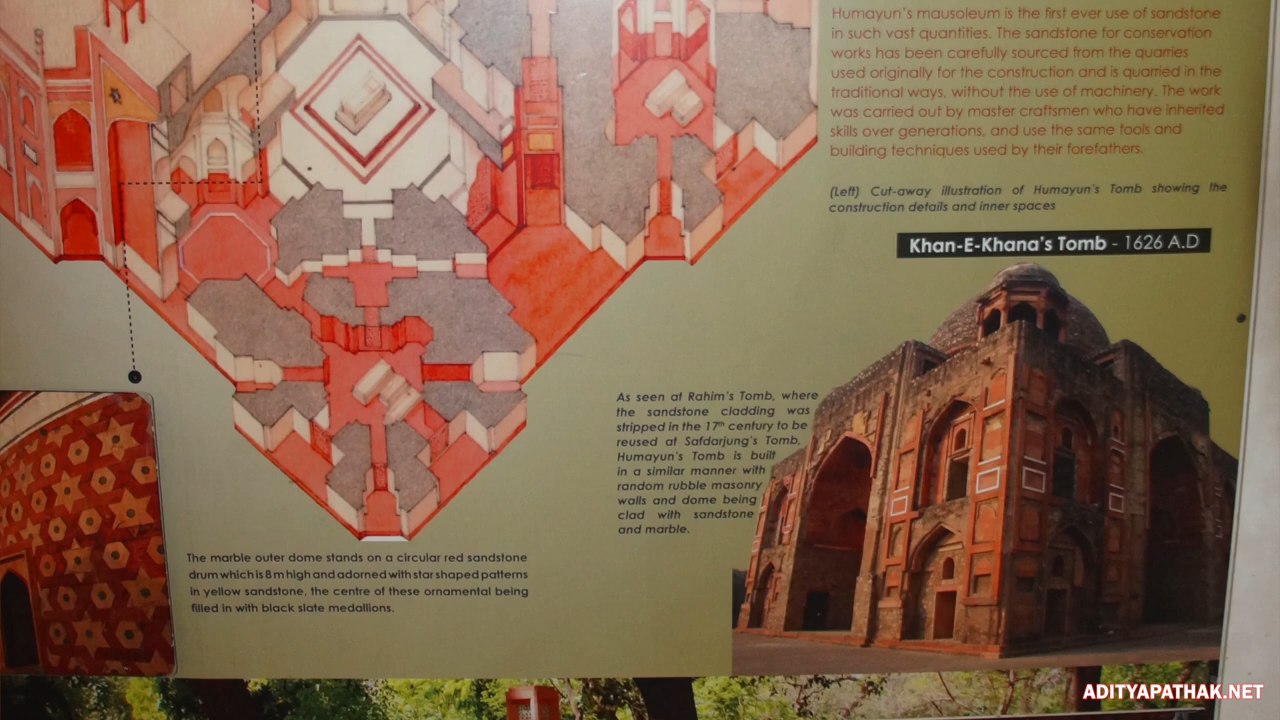 Humayun's mausoleum is the first ever use of sandstone
in such vast quantities. The sandstone for conservation
works has been carefully sourced from the quarries
used originally for the construction and is quarried in the
traditional ways, without the use of machinery. The work
was carried out by master craftsmen who have inherited
skills over generations, and use the same tools and
building techniques used by their forefathers.
(Left) Cut-away illustration of Humayun's Tomb showing the
construction details and inner spaces
Khan-E-Khana's Tomb - 1626 A.D
As seen at Rahim's Tomb, where
the sandstone cladding was
stripped in the 17th century to be
reused at Safdarjung's Tomb,
Humayun's Tomb is built
in a similar manner with
random rubble masonry
walls and dome being
clad with sandstone
and marble.
The marble outer dome stands on a circular red sandstone
drum which is 8 m high and adorned with star shaped patterns
in yellow sandstone, the centre of these ornamental being
filled in with black slate medallions.
ADITYAPATHAK.NET